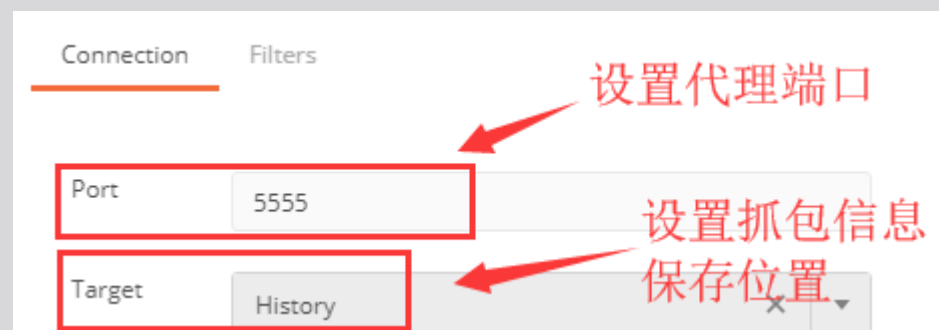 Connection Filters
设置代理端口
Port 5555
设置抓包信息
保存位置
Target History